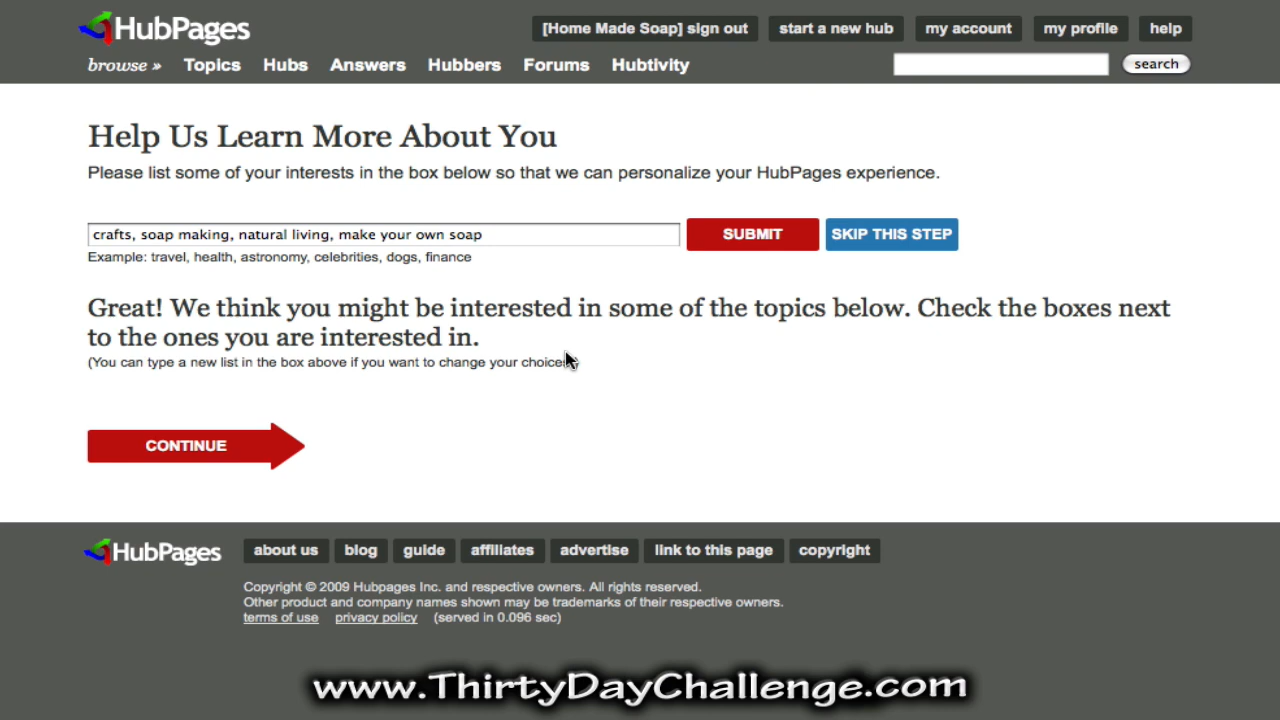 HubPages
[Home Made Soap] sign out start a new hub my account my profile help
browse » Topics Hubs Answers Hubbers Forums Hubtivity search
Help Us Learn More About You
Please list some of your interests in the box below so that we can personalize your HubPages experience.
crafts, soap making, natural living, make your own soap SUBMIT SKIP THIS STEP
Example: travel, health, astronomy, celebrities, dogs, finance
Great! We think you might be interested in some of the topics below. Check the boxes next
to the ones you are interested in.
(You can type a new list in the box above if you want to change your choices)
CONTINUE
HubPages about us blog guide affiliates advertise link to this page copyright
Copyright © 2009 Hubpages Inc. and respective owners. All rights reserved.
Other product and company names shown may be trademarks of their respective owners.
terms of use privacy policy (served in 0.096 sec)
www.ThirtyDayChallenge.com